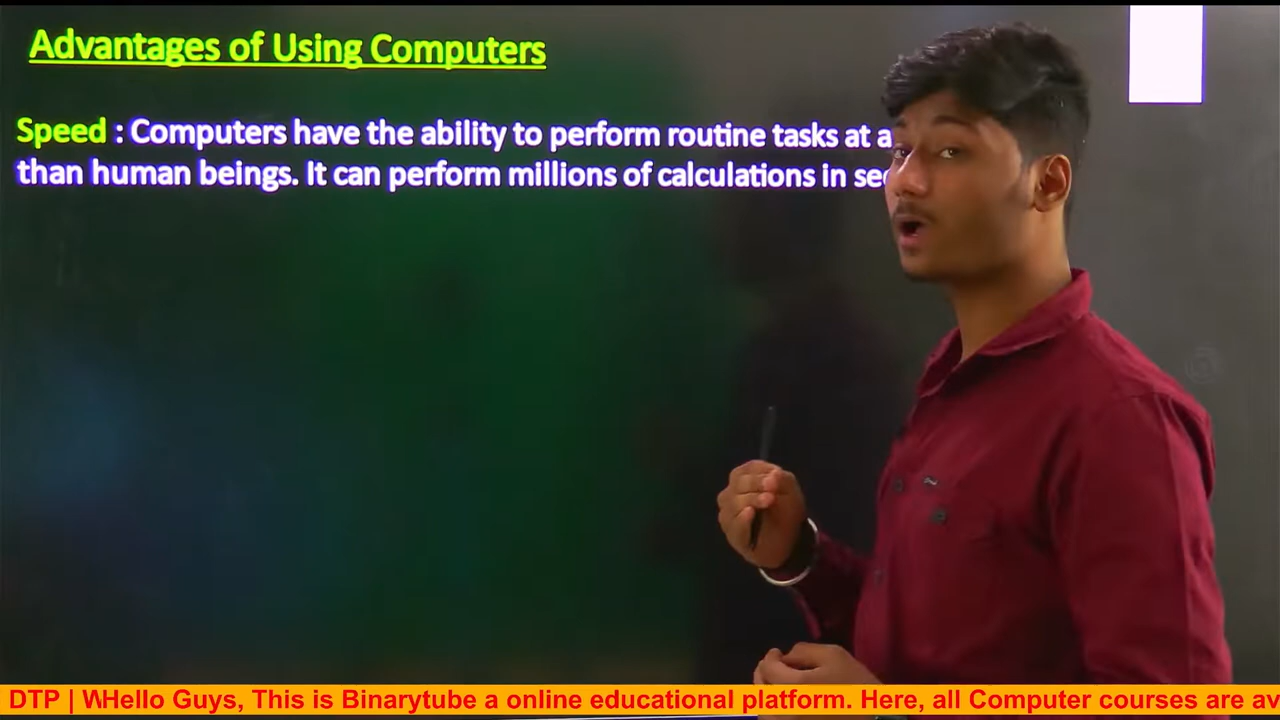 Advantages of Using Computers
Speed : Computers have the ability to perform routine tasks at a
than human beings. It can perform millions of calculations in
DTP | WHello Guys, This is Binarytube a online educational platform. Here, all Computer courses are